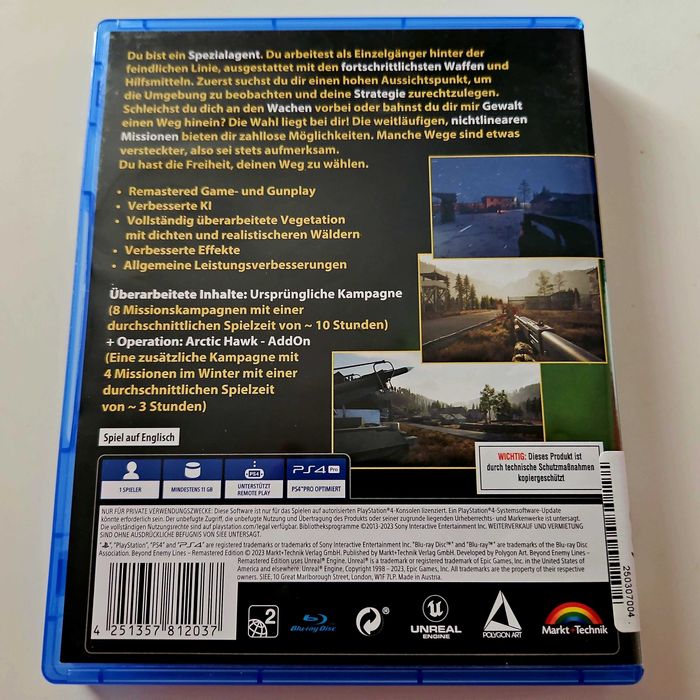 Du bist ein Spezialagent. Du arbeitest als Einzelgänger hinter der
feindlichen Linie, ausgestattet mit den fortschrittlichsten Waffen und
Hilfsmitteln. Zuerst suchst du dir einen hohen Aussichtspunkt, um
die Umgebung zu beobachten und deine Strategie zurechtzulegen.
Schleichst du dich an den Wachen vorbei oder bahnst du dir mir Gewalt
einen Weg hinein? Die Wahl liegt bei dir! Die weitläufigen, nichtlinearen
Missionen bieten dir zahllose Möglichkeiten. Manche Wege sind etwas
versteckter, also sei stets aufmerksam.
Du hast die Freiheit, deinen Weg zu wählen.
• Remastered Game- und Gunplay
• Verbesserte KI
• Vollständig überarbeitete Vegetation
mit dichten und realistischeren Wäldern
• Verbesserte Effekte
• Allgemeine Leistungsverbesserungen
Überarbeitete Inhalte: Ursprüngliche Kampagne
(8 Missionskampagnen mit einer
durchschnittlichen Spielzeit von ~ 10 Stunden)
+ Operation: Arctic Hawk - AddOn
(Eine zusätzliche Kampagne mit
4 Missionen im Winter mit einer
durchschnittlichen Spielzeit
von ~ 3 Stunden)
Spiel auf Englisch
WICHTIG: Dieses Produkt ist
durch technische Schutzmaßnahmen
kopiergeschützt
1 SPIELER
MINDESTENS 11 GB
PS4
UNTERSTÜTZT
REMOTE PLAY
PS4 Pro
PS4™PRO OPTIMIERT
NUR FÜR PRIVATE VERWENDUNGSZWECKE: Diese Software ist nur für das Spielen auf autorisierten PlayStation®4-Konsolen lizenziert. Ein PlayStation®4-Systemsoftware-Update
könnte erforderlich sein. Der unbefugte Zugriff, die unbefugte Nutzung und Übertragung des Produkts oder seiner zugrunde liegenden Urheberrechts- und Markenwerke ist untersagt.
Die vollständigen Nutzungsrechte sind auf playstation.com/legal verfügbar. Bibliotheksprogramme ©2013-2023 Sony Interactive Entertainment Inc. WEITERVERKAUF UND VERMIETUNG
SIND OHNE AUSDRÜCKLICHE BEFUGNIS VON SIEE UNTERSAGT.
"PlayStation", "PS4" and "PS4" are registered trademarks or trademarks of Sony Interactive Entertainment Inc. "Blu-ray Disc™" and "Blu-ray™" are trademarks of the Blu-ray Disc
Association. Beyond Enemy Lines – Remastered Edition © 2023 Markt+Technik Verlag GmbH. Published by Markt+Technik Verlag GmbH. Developed by Polygon Art. Beyond Enemy Lines –
Remastered Edition uses Unreal® Engine. Unreal® is a trademark or registered trademark of Epic Games, Inc. in the United States of
America and elsewhere. Unreal® Engine, Copyright 1998 – 2023, Epic Games, Inc. All trademarks are the property of their respective
owners. SIEE, 10 Great Marlborough Street, London, W1F 7LP. Made in Austria.
4 251357 812037
2
Blu-ray Disc
UNREAL
ENGINE
POLYGON ART
Markt+Technik
250307004